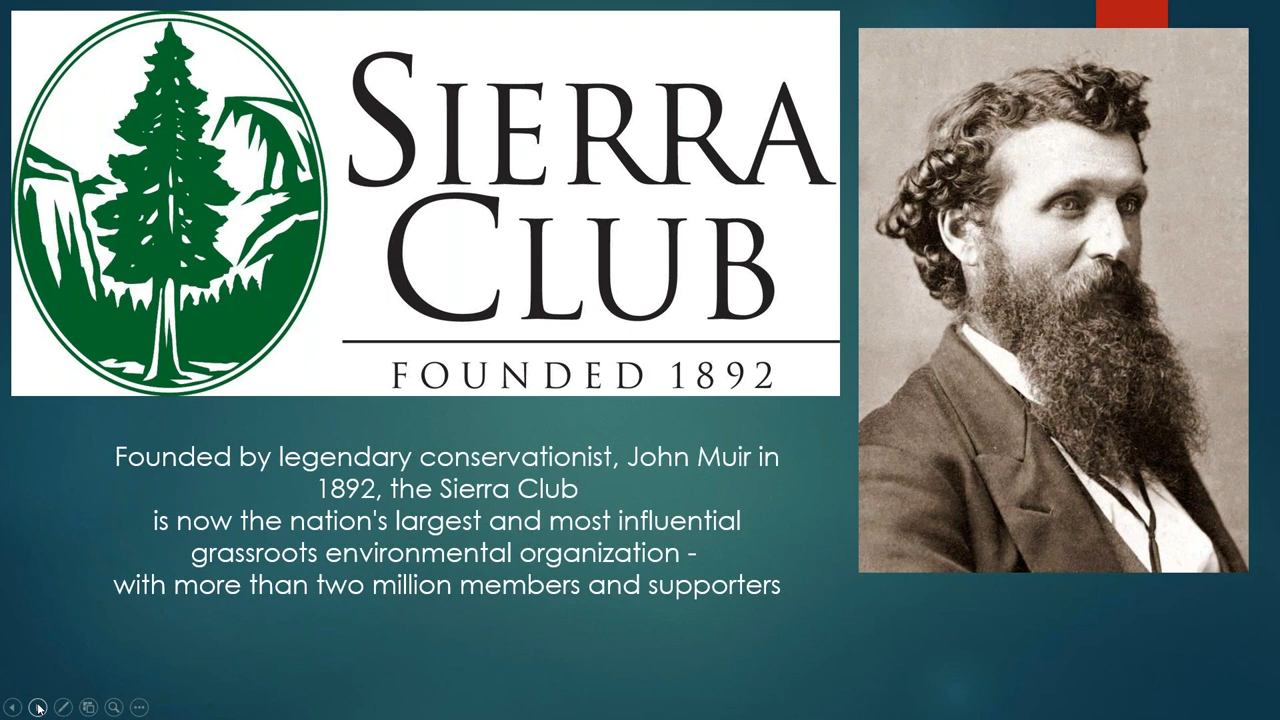 SIERRA
CLUB
FOUNDED 1892
Founded by legendary conservationist, John Muir in
1892, the Sierra Club
is now the nation's largest and most influential
grassroots environmental organization -
with more than two million members and supporters